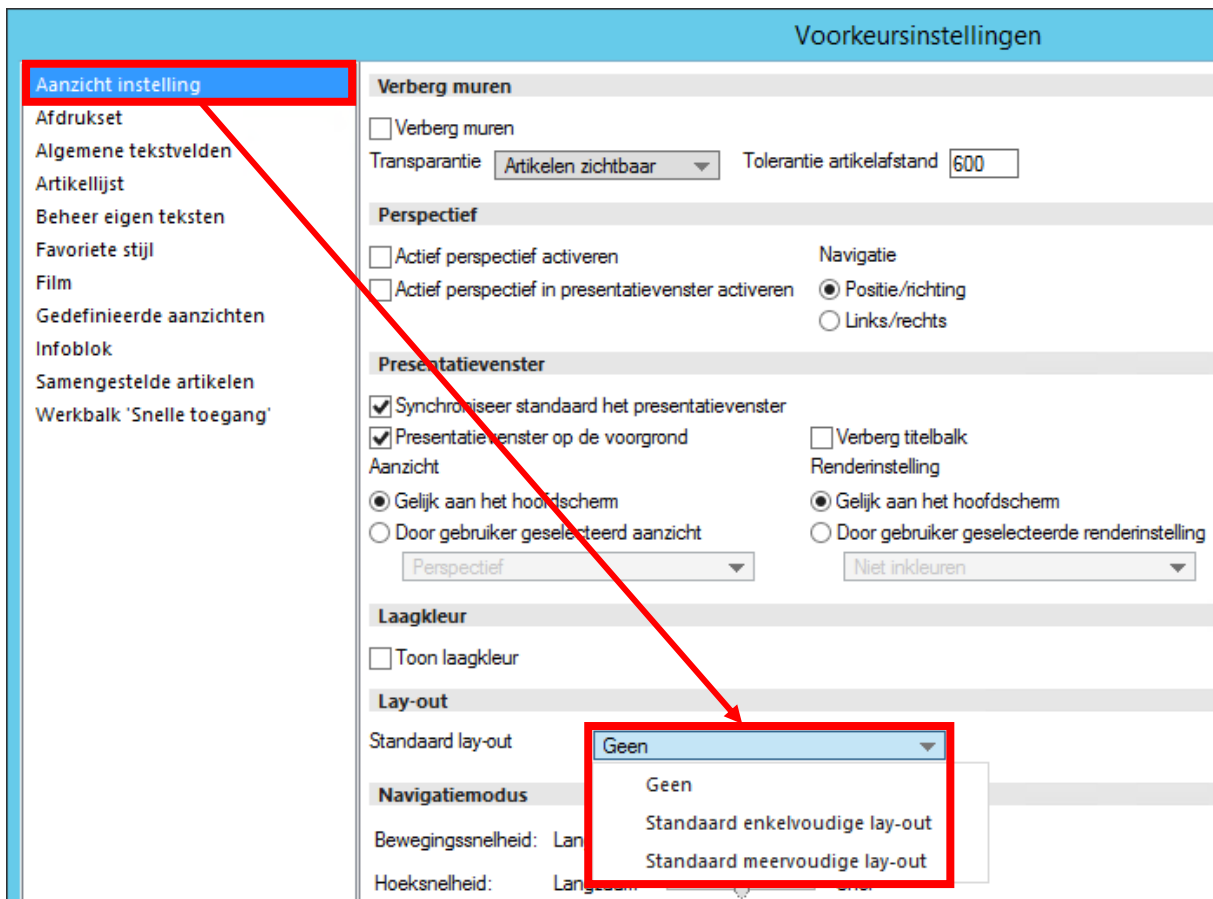 Voorkeursinstellingen
Aanzicht instelling
Afdrukset
Algemene tekstvelden
Artikellijst
Beheer eigen teksten
Favoriete stijl
Film
Gedefinieerde aanzichten
Infoblok
Samengestelde artikelen
Werkbalk 'Snelle toegang'
Verberg muren
Verberg muren
Transparantie Artikelen zichtbaar Tolerantie artikelafstand 600
Perspectief
Actief perspectief activeren Navigatie
Actief perspectief in presentatievenster activeren Positie/richting
Links/rechts
Presentatievenster
Synchroniseer standaard het presentatievenster
Presentatievenster op de voorgrond Verberg titelbalk
Aanzicht Renderinstelling
Gelijk aan het hoofdscherm Gelijk aan het hoofdscherm
Door gebruiker geselecteerd aanzicht Door gebruiker geselecteerde renderinstelling
Perspectief Niet inkleuren
Laagkleur
Toon laagkleur
Lay-out
Standaard lay-out Geen
Geen
Navigatiemodus
Standaard enkelvoudige lay-out
Bewegingssnelheid: Lan
Standaard meervoudige lay-out
Hoeksnelheid: Langzaam